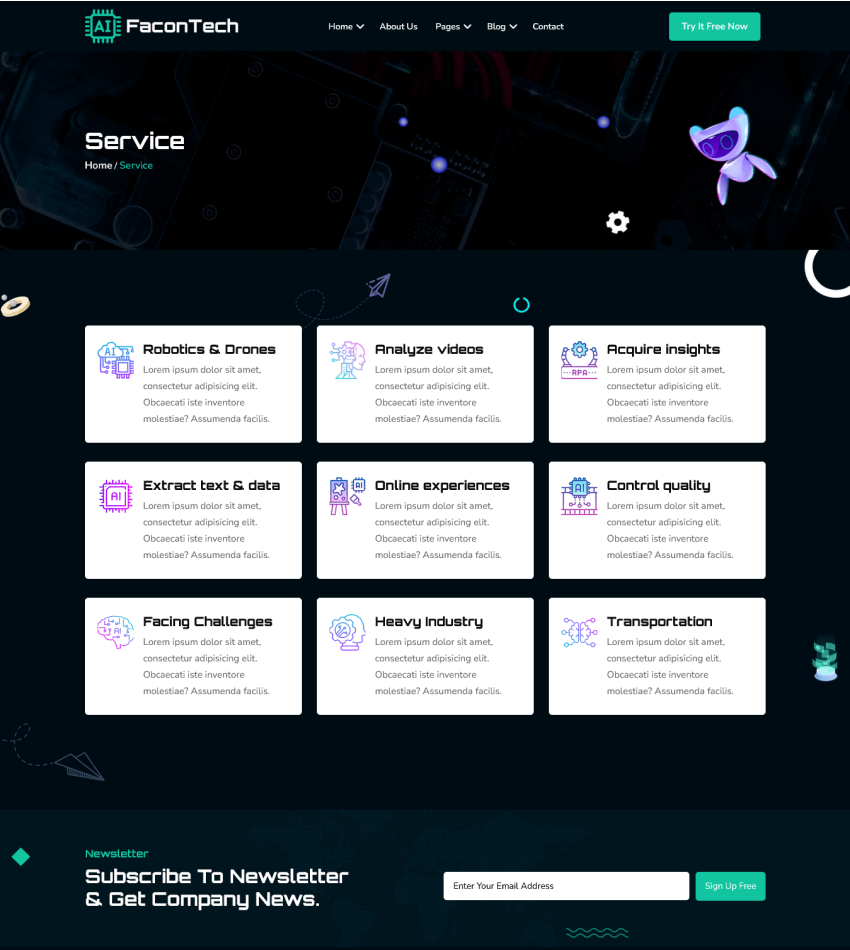 AI FaconTech
Home About Us Pages Blog Contact
Try It Free Now
Service
Home / Service
AI
Robotics & Drones
Lorem ipsum dolor sit amet,
consectetur adipisicing elit.
Obcaecati iste inventore
molestiae? Assumenda facilis.
Analyze videos
Lorem ipsum dolor sit amet,
consectetur adipisicing elit.
Obcaecati iste inventore
molestiae? Assumenda facilis.
RPA
Acquire insights
Lorem ipsum dolor sit amet,
consectetur adipisicing elit.
Obcaecati iste inventore
molestiae? Assumenda facilis.
AI
Extract text & data
Lorem ipsum dolor sit amet,
consectetur adipisicing elit.
Obcaecati iste inventore
molestiae? Assumenda facilis.
AI
Online experiences
Lorem ipsum dolor sit amet,
consectetur adipisicing elit.
Obcaecati iste inventore
molestiae? Assumenda facilis.
AI
Control quality
Lorem ipsum dolor sit amet,
consectetur adipisicing elit.
Obcaecati iste inventore
molestiae? Assumenda facilis.
AI
Facing Challenges
Lorem ipsum dolor sit amet,
consectetur adipisicing elit.
Obcaecati iste inventore
molestiae? Assumenda facilis.
Heavy Industry
Lorem ipsum dolor sit amet,
consectetur adipisicing elit.
Obcaecati iste inventore
molestiae? Assumenda facilis.
Transportation
Lorem ipsum dolor sit amet,
consectetur adipisicing elit.
Obcaecati iste inventore
molestiae? Assumenda facilis.
Newsletter
Subscribe To Newsletter
& Get Company News.
Enter Your Email Address
Sign Up Free